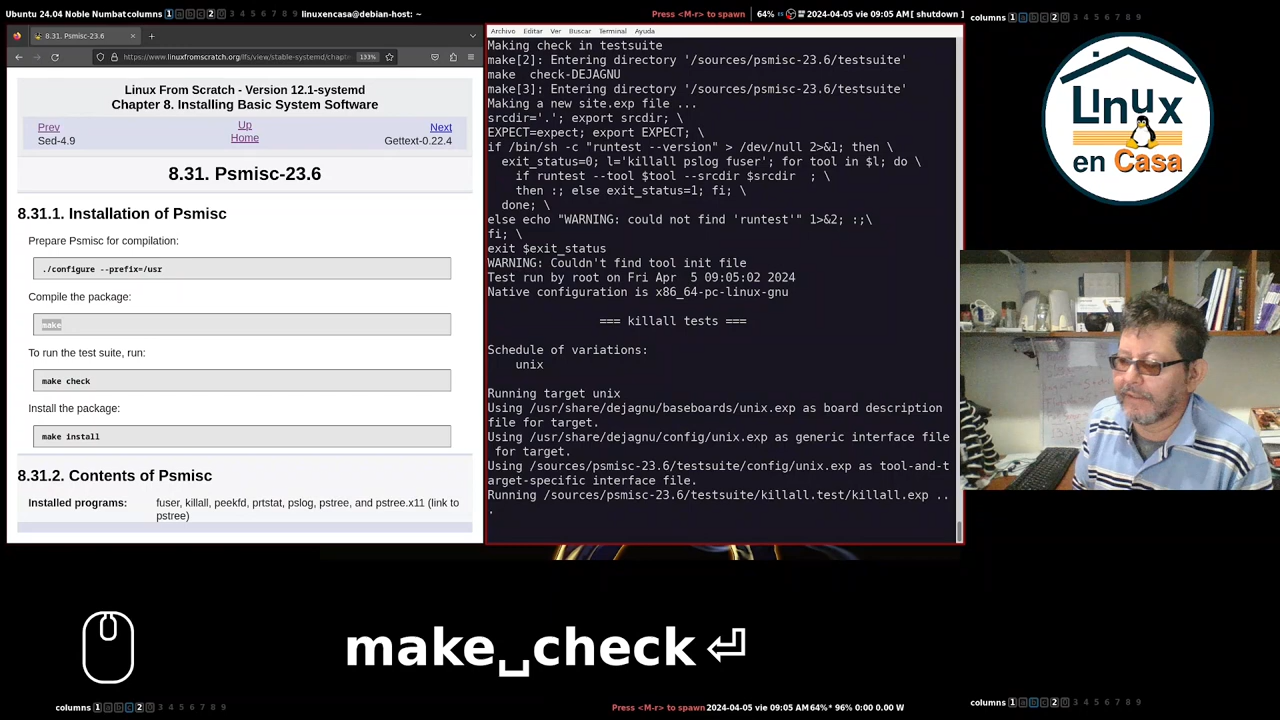 Ubuntu 24.04 Noble Numbat columns 1 a b c 2 0 3 4 5 6 7 8 9 linuxencasa@debian-host: ~ Press <M-r> to spawn 64% 2024-04-05 vie 09:05 AM [ shutdown ]
columns 1 a b c 2 0 3 4 5 6 7 8 9
8.31. Psmisc-23.6
https://www.linuxfromscratch.org/lfs/view/stable-systemd/chapt 133%
Linux From Scratch - Version 12.1-systemd
Chapter 8. Installing Basic System Software
Prev Up Next
Sed-4.9 Home Gettext-0.22.4
8.31. Psmisc-23.6
8.31.1. Installation of Psmisc
Prepare Psmisc for compilation:
./configure --prefix=/usr
Compile the package:
make
To run the test suite, run:
make check
Install the package:
make install
8.31.2. Contents of Psmisc
Installed programs: fuser, killall, peekfd, prtstat, pslog, pstree, and pstree.x11 (link to
pstree)
Archivo Editar Ver Buscar Terminal Ayuda
Making check in testsuite
make[2]: Entering directory '/sources/psmisc-23.6/testsuite'
make  check-DEJAGNU
make[3]: Entering directory '/sources/psmisc-23.6/testsuite'
Making a new site.exp file ...
srcdir='.'; export srcdir; \
EXPECT=expect; export EXPECT; \
if /bin/sh -c "runtest --version" > /dev/null 2>&1; then \
exit_status=0; l='killall pslog fuser'; for tool in $l; do \
if runtest --tool $tool --srcdir $srcdir  ; \
then :; else exit_status=1; fi; \
done; \
else echo "WARNING: could not find 'runtest'" 1>&2; :;\
fi; \
exit $exit_status
WARNING: Couldn't find tool init file
Test run by root on Fri Apr  5 09:05:02 2024
Native configuration is x86_64-pc-linux-gnu
=== killall tests ===
Schedule of variations:
unix
Running target unix
Using /usr/share/dejagnu/baseboards/unix.exp as board description
file for target.
Using /usr/share/dejagnu/config/unix.exp as generic interface file
for target.
Using /sources/psmisc-23.6/testsuite/config/unix.exp as tool-and-t
arget-specific interface file.
Running /sources/psmisc-23.6/testsuite/killall.test/killall.exp ..
.
Linux
en Casa
make␣check⏎
columns 1 a b c 2 0 3 4 5 6 7 8 9 Press <M-r> to spawn 2024-04-05 vie 09:05 AM 64%* 96% 0:00 0.00 W
columns 1 a b c 2 0 3 4 5 6 7 8 9